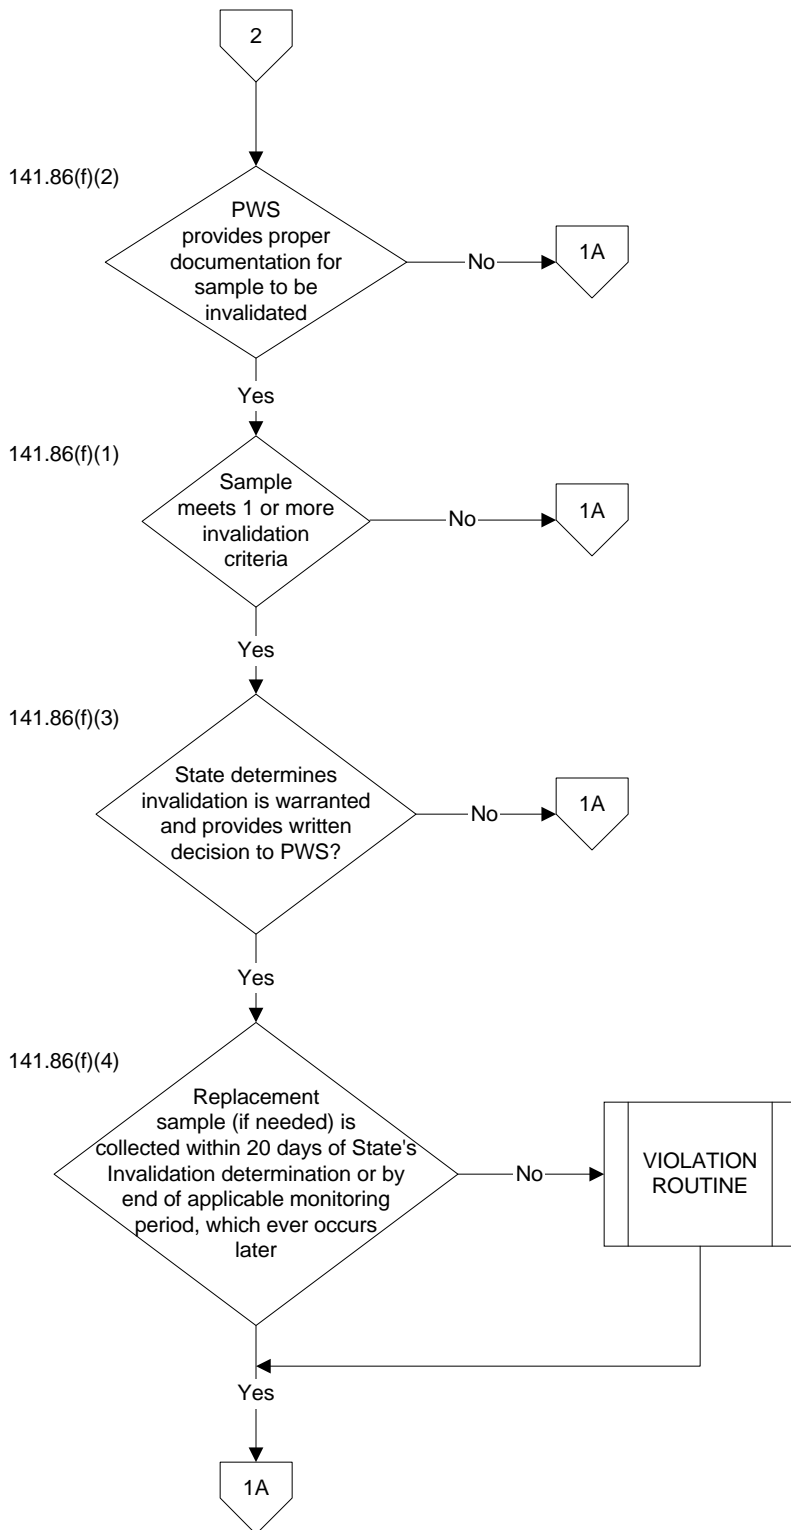 2
141.86(f)(2)
PWS
provides proper
documentation for
sample to be
invalidated
No
1A
Yes
141.86(f)(1)
Sample
meets 1 or more
invalidation
criteria
No
1A
Yes
141.86(f)(3)
State determines
invalidation is warranted
and provides written
decision to PWS?
No
1A
Yes
141.86(f)(4)
Replacement
sample (if needed) is
collected within 20 days of State's
Invalidation determination or by
end of applicable monitoring
period, which ever occurs
later
No
VIOLATION
ROUTINE
Yes
1A